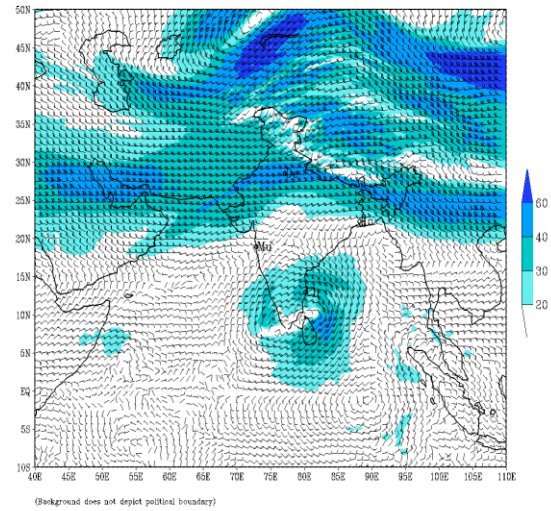 50N
45N
40N
35N
30N
25N
20N
15N
10N
5N
EQ
5S
10S
Mu
60
40
30
20
40E 45E 50E 55E 60E 65E 70E 75E 80E 85E 90E 95E 100E 105E 110E
(Background does not depict political boundary)